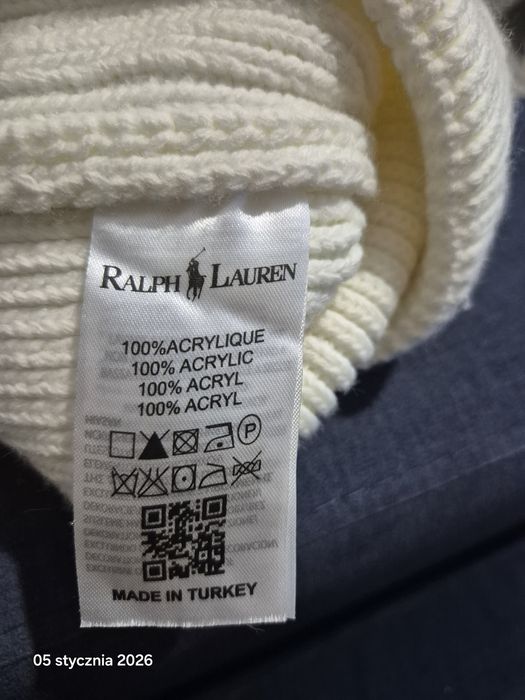 RALPH LAUREN
100%ACRYLIQUE
100% ACRYLIC
100% ACRYL
100% ACRYL
P
MADE IN TURKEY
05 stycznia 2026